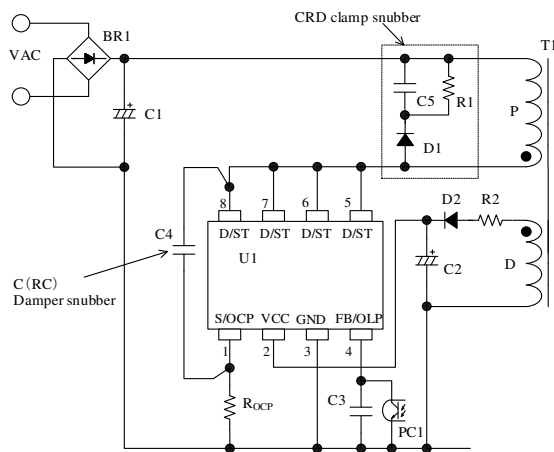 CRD clamp snubber
VAC
BR1
T1
C1
C5
R1
P
D1
8
7
6
5
D/ST
D/ST
D/ST
D/ST
D2
R2
C4
U1
C2
D
C (RC)
Damper snubber
S/OCP
VCC
GND
FB/OLP
1
2
3
4
ROCP
C3
PC1